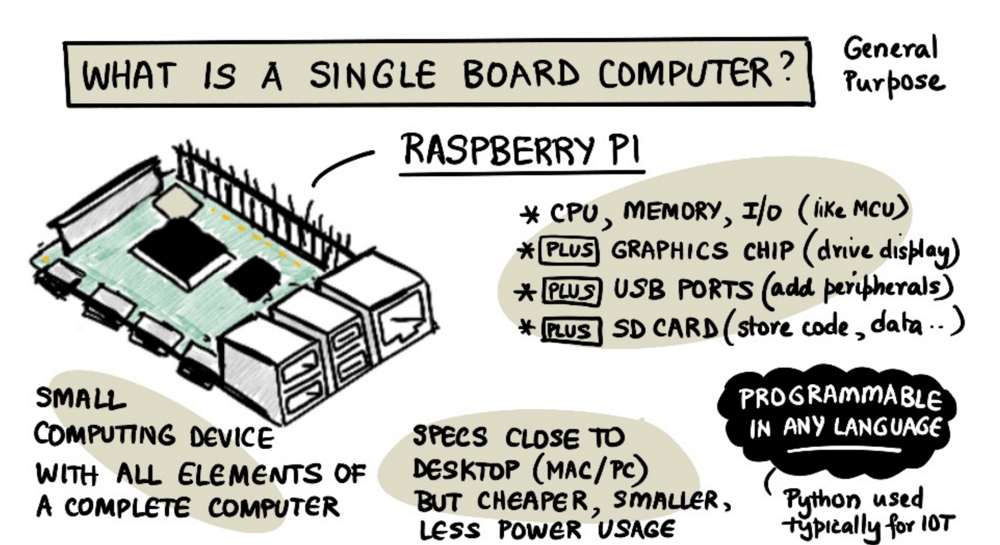 WHAT IS A SINGLE BOARD COMPUTER?
General
Purpose
RASPBERRY PI
* CPU, MEMORY, I/O (like MCU)
* PLUS GRAPHICS CHIP (drive display)
* PLUS USB PORTS (add peripherals)
* PLUS SD CARD (store code, data..)
SMALL
COMPUTING DEVICE
WITH ALL ELEMENTS OF
A COMPLETE COMPUTER
SPECS CLOSE TO
DESKTOP (MAC/PC)
BUT CHEAPER, SMALLER,
LESS POWER USAGE
PROGRAMMABLE
IN ANY LANGUAGE
Python used
typically for IOT